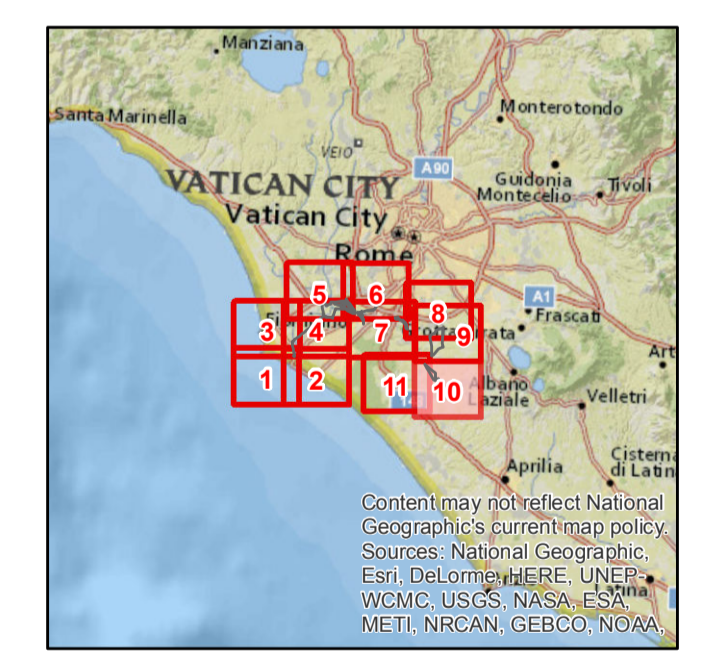 Manziana
Santa Marinella
Monterotondo
VEIO
A90
VATICAN CITY
Guidonia
Montecelio
Tivoli
Vatican City
Rome
5
6
8
A1
Frascati
3
4
7
9
Art
1
2
11
10
Albano
Laziale
Velletri
Aprilia
Cisterna
di Latin
Content may not reflect National
Geographic's current map policy.
Sources: National Geographic,
Esri, DeLorme, HERE, UNEP-
WCMC, USGS, NASA, ESA,
METI, NRCAN, GEBCO, NOAA,